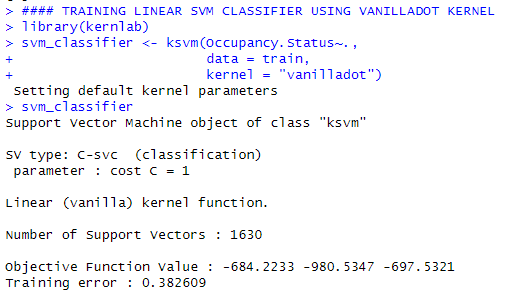 > #### TRAINING LINEAR SVM CLASSIFIER USING VANILLADOT KERNEL
> library(kernlab)
> svm_classifier <- ksvm(Occupancy.Status~.,
+                        data = train,
+                        kernel = "vanilladot")
 Setting default kernel parameters
> svm_classifier
Support Vector Machine object of class "ksvm"

SV type: C-svc  (classification)
 parameter : cost C = 1

Linear (vanilla) kernel function.

Number of Support Vectors : 1630

Objective Function Value : -684.2233 -980.5347 -697.5321
Training error : 0.382609